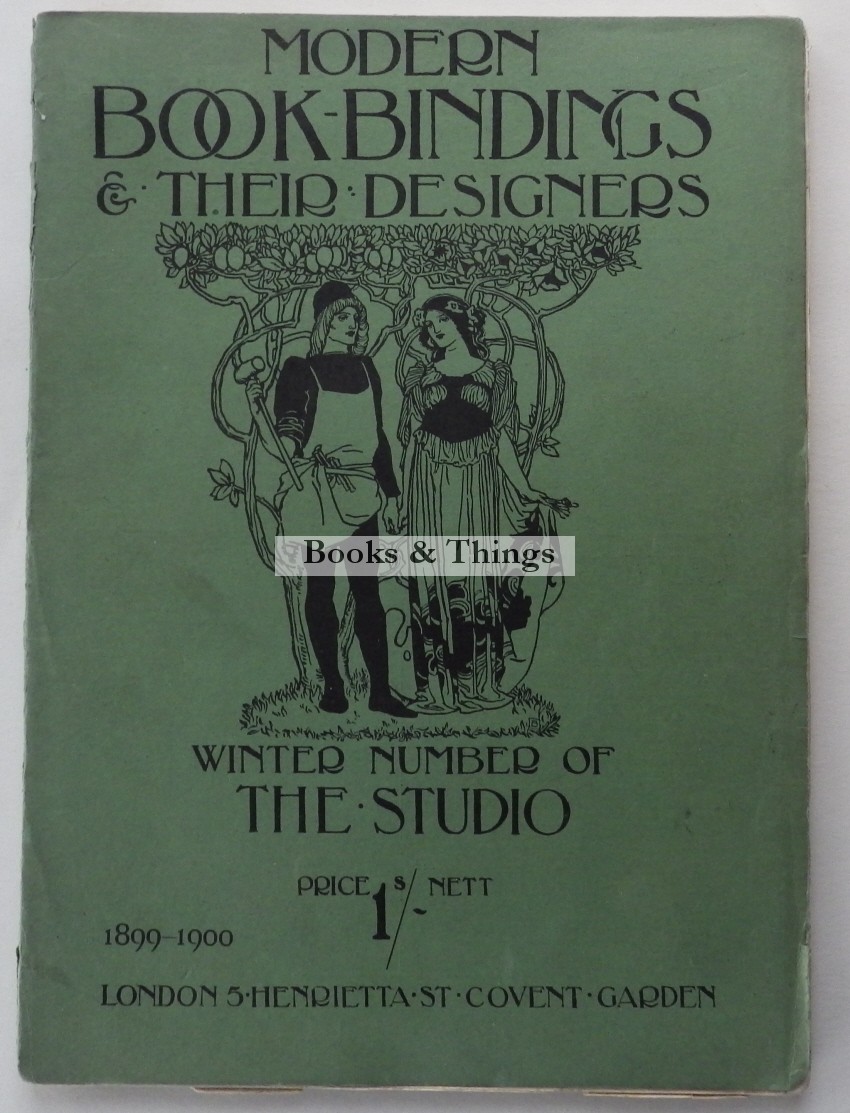 MODERN
BOOK-BINDINGS
& · THEIR · DESIGNERS
Books & Things
WINTER NUMBER OF
THE · STUDIO
PRICE 1s/- NETT
1899-1900
LONDON 5 · HENRIETTA · ST · COVENT · GARDEN